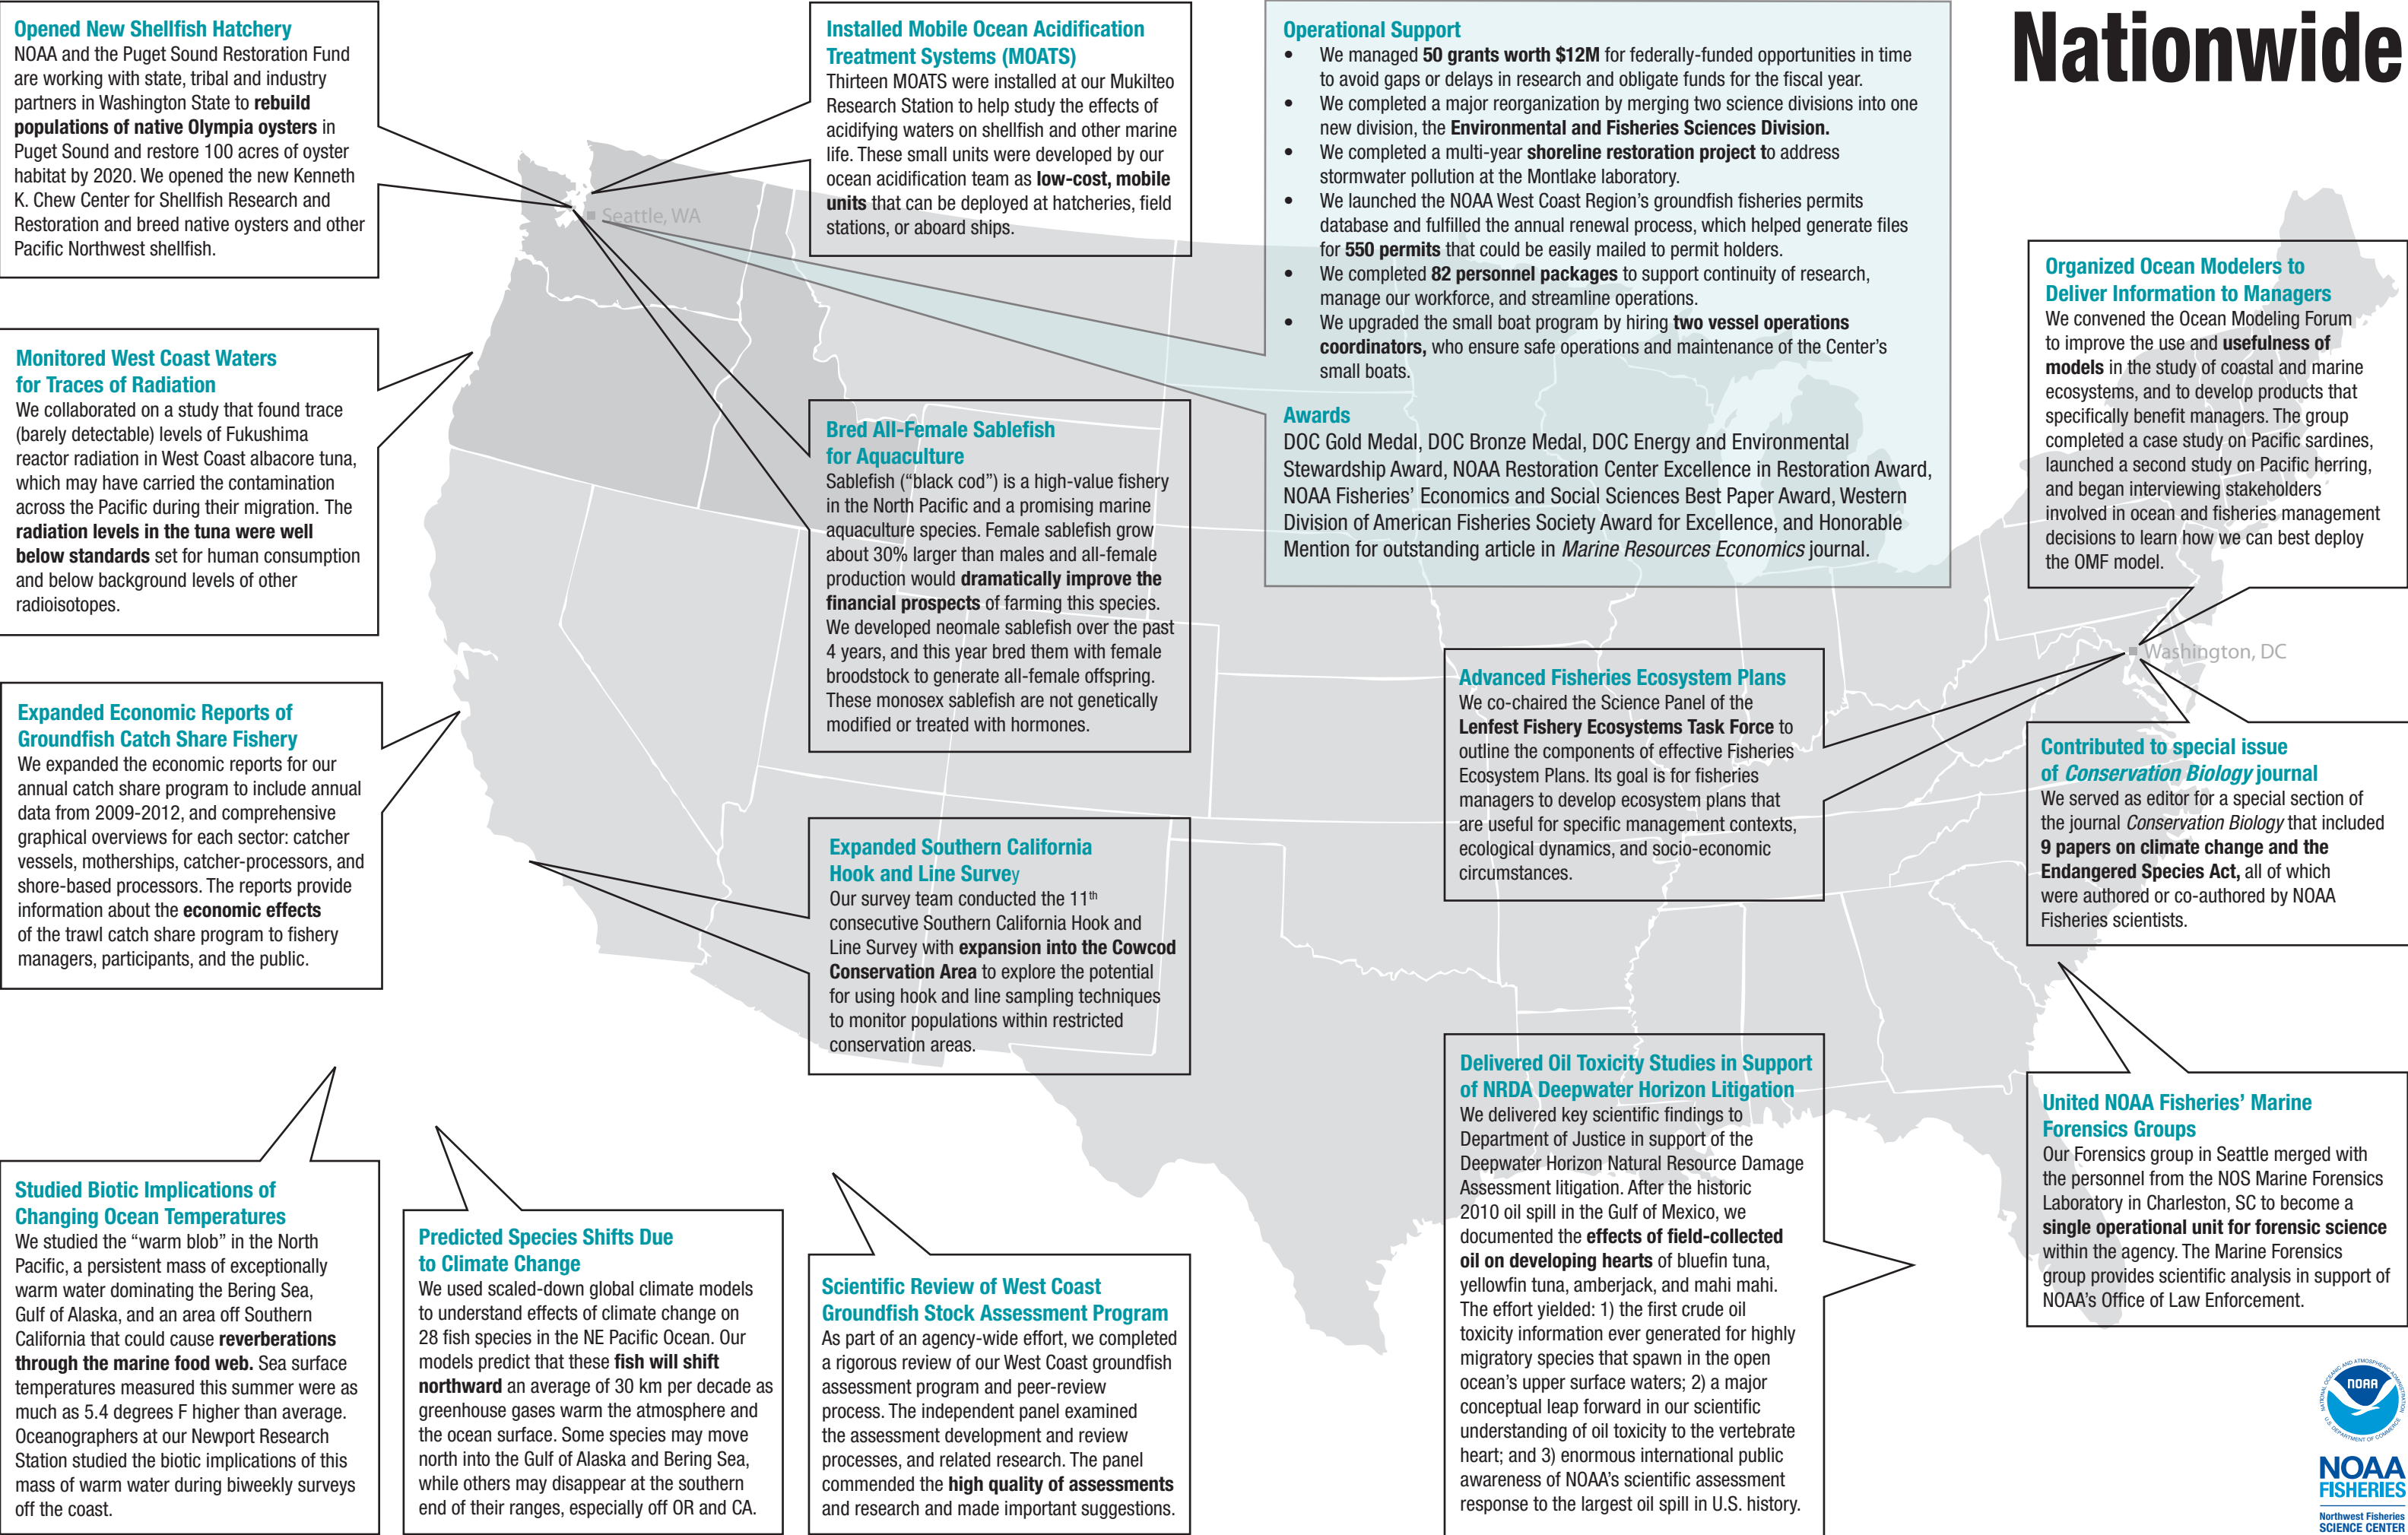 Nationwide
Opened New Shellfish Hatchery
NOAA and the Puget Sound Restoration Fund
are working with state, tribal and industry
partners in Washington State to rebuild
populations of native Olympia oysters in
Puget Sound and restore 100 acres of oyster
habitat by 2020. We opened the new Kenneth
K. Chew Center for Shellfish Research and
Restoration and breed native oysters and other
Pacific Northwest shellfish.
Installed Mobile Ocean Acidification
Treatment Systems (MOATS)
Thirteen MOATS were installed at our Mukilteo
Research Station to help study the effects of
acidifying waters on shellfish and other marine
life. These small units were developed by our
ocean acidification team as low-cost, mobile
units that can be deployed at hatcheries, field
stations, or aboard ships.
Operational Support
• We managed 50 grants worth $12M for federally-funded opportunities in time
to avoid gaps or delays in research and obligate funds for the fiscal year.
• We completed a major reorganization by merging two science divisions into one
new division, the Environmental and Fisheries Sciences Division.
• We completed a multi-year shoreline restoration project to address
stormwater pollution at the Montlake laboratory.
• We launched the NOAA West Coast Region's groundfish fisheries permits
database and fulfilled the annual renewal process, which helped generate files
for 550 permits that could be easily mailed to permit holders.
• We completed 82 personnel packages to support continuity of research,
manage our workforce, and streamline operations.
• We upgraded the small boat program by hiring two vessel operations
coordinators, who ensure safe operations and maintenance of the Center's
small boats.
Awards
DOC Gold Medal, DOC Bronze Medal, DOC Energy and Environmental
Stewardship Award, NOAA Restoration Center Excellence in Restoration Award,
NOAA Fisheries' Economics and Social Sciences Best Paper Award, Western
Division of American Fisheries Society Award for Excellence, and Honorable
Mention for outstanding article in Marine Resources Economics journal.
Seattle, WA
Organized Ocean Modelers to
Deliver Information to Managers
We convened the Ocean Modeling Forum
to improve the use and usefulness of
models in the study of coastal and marine
ecosystems, and to develop products that
specifically benefit managers. The group
completed a case study on Pacific sardines,
launched a second study on Pacific herring,
and began interviewing stakeholders
involved in ocean and fisheries management
decisions to learn how we can best deploy
the OMF model.
Monitored West Coast Waters
for Traces of Radiation
We collaborated on a study that found trace
(barely detectable) levels of Fukushima
reactor radiation in West Coast albacore tuna,
which may have carried the contamination
across the Pacific during their migration. The
radiation levels in the tuna were well
below standards set for human consumption
and below background levels of other
radioisotopes.
Bred All-Female Sablefish
for Aquaculture
Sablefish ("black cod") is a high-value fishery
in the North Pacific and a promising marine
aquaculture species. Female sablefish grow
about 30% larger than males and all-female
production would dramatically improve the
financial prospects of farming this species.
We developed neomale sablefish over the past
4 years, and this year bred them with female
broodstock to generate all-female offspring.
These monosex sablefish are not genetically
modified or treated with hormones.
Washington, DC
Advanced Fisheries Ecosystem Plans
We co-chaired the Science Panel of the
Lenfest Fishery Ecosystems Task Force to
outline the components of effective Fisheries
Ecosystem Plans. Its goal is for fisheries
managers to develop ecosystem plans that
are useful for specific management contexts,
ecological dynamics, and socio-economic
circumstances.
Contributed to special issue
of Conservation Biology journal
We served as editor for a special section of
the journal Conservation Biology that included
9 papers on climate change and the
Endangered Species Act, all of which
were authored or co-authored by NOAA
Fisheries scientists.
Expanded Economic Reports of
Groundfish Catch Share Fishery
We expanded the economic reports for our
annual catch share program to include annual
data from 2009-2012, and comprehensive
graphical overviews for each sector: catcher
vessels, motherships, catcher-processors, and
shore-based processors. The reports provide
information about the economic effects
of the trawl catch share program to fishery
managers, participants, and the public.
Expanded Southern California
Hook and Line Survey
Our survey team conducted the 11th
consecutive Southern California Hook and
Line Survey with expansion into the Cowcod
Conservation Area to explore the potential
for using hook and line sampling techniques
to monitor populations within restricted
conservation areas.
Delivered Oil Toxicity Studies in Support
of NRDA Deepwater Horizon Litigation
We delivered key scientific findings to
Department of Justice in support of the
Deepwater Horizon Natural Resource Damage
Assessment litigation. After the historic
2010 oil spill in the Gulf of Mexico, we
documented the effects of field-collected
oil on developing hearts of bluefin tuna,
yellowfin tuna, amberjack, and mahi mahi.
The effort yielded: 1) the first crude oil
toxicity information ever generated for highly
migratory species that spawn in the open
ocean's upper surface waters; 2) a major
conceptual leap forward in our scientific
understanding of oil toxicity to the vertebrate
heart; and 3) enormous international public
awareness of NOAA's scientific assessment
response to the largest oil spill in U.S. history.
United NOAA Fisheries' Marine
Forensics Groups
Our Forensics group in Seattle merged with
the personnel from the NOS Marine Forensics
Laboratory in Charleston, SC to become a
single operational unit for forensic science
within the agency. The Marine Forensics
group provides scientific analysis in support of
NOAA's Office of Law Enforcement.
Studied Biotic Implications of
Changing Ocean Temperatures
We studied the "warm blob" in the North
Pacific, a persistent mass of exceptionally
warm water dominating the Bering Sea,
Gulf of Alaska, and an area off Southern
California that could cause reverberations
through the marine food web. Sea surface
temperatures measured this summer were as
much as 5.4 degrees F higher than average.
Oceanographers at our Newport Research
Station studied the biotic implications of this
mass of warm water during biweekly surveys
off the coast.
Predicted Species Shifts Due
to Climate Change
We used scaled-down global climate models
to understand effects of climate change on
28 fish species in the NE Pacific Ocean. Our
models predict that these fish will shift
northward an average of 30 km per decade as
greenhouse gases warm the atmosphere and
the ocean surface. Some species may move
north into the Gulf of Alaska and Bering Sea,
while others may disappear at the southern
end of their ranges, especially off OR and CA.
Scientific Review of West Coast
Groundfish Stock Assessment Program
As part of an agency-wide effort, we completed
a rigorous review of our West Coast groundfish
assessment program and peer-review
process. The independent panel examined
the assessment development and review
processes, and related research. The panel
commended the high quality of assessments
and research and made important suggestions.
NATIONAL OCEANIC AND ATMOSPHERIC ADMINISTRATION
NOAA
U.S. DEPARTMENT OF COMMERCE
NOAA
FISHERIES
Northwest Fisheries
SCIENCE CENTER